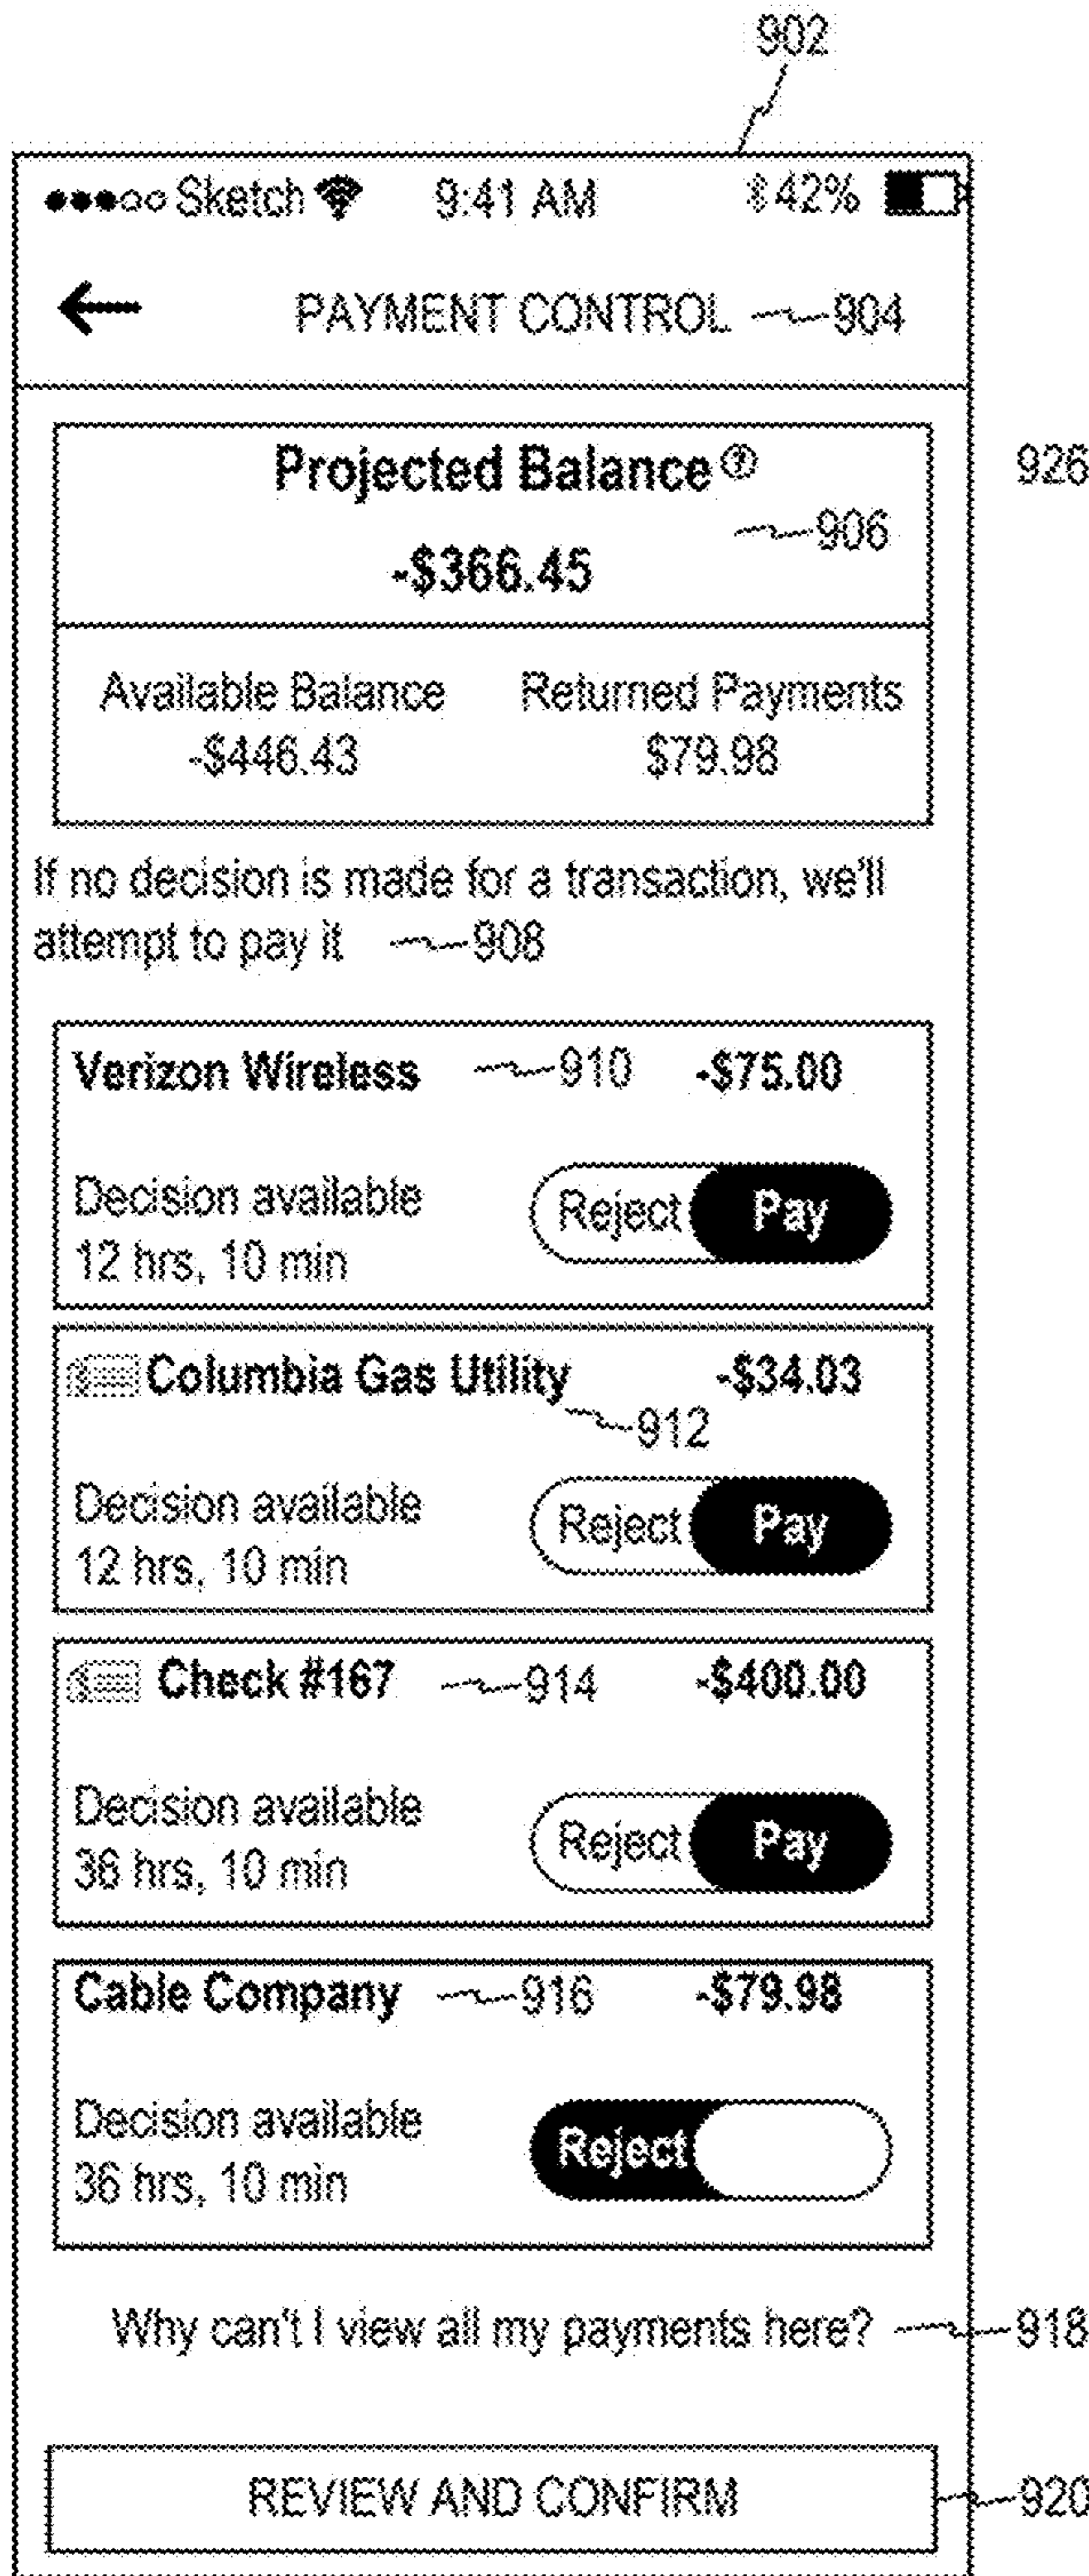 902
Sketch 9:41 AM 42%
PAYMENT CONTROL 904
Projected Balance ?
926
906
-$366.45
Available Balance Returned Payments
-$446.43 $79.98
If no decision is made for a transaction, we'll
attempt to pay it 908
Verizon Wireless 910 -$75.00
Decision available
12 hrs, 10 min
Reject Pay
Columbia Gas Utility -$34.03
912
Decision available
12 hrs, 10 min
Reject Pay
Check #167 914 -$400.00
Decision available
36 hrs, 10 min
Reject Pay
Cable Company 916 -$79.98
Decision available
36 hrs, 10 min
Reject
Why can't I view all my payments here? 918
REVIEW AND CONFIRM 920